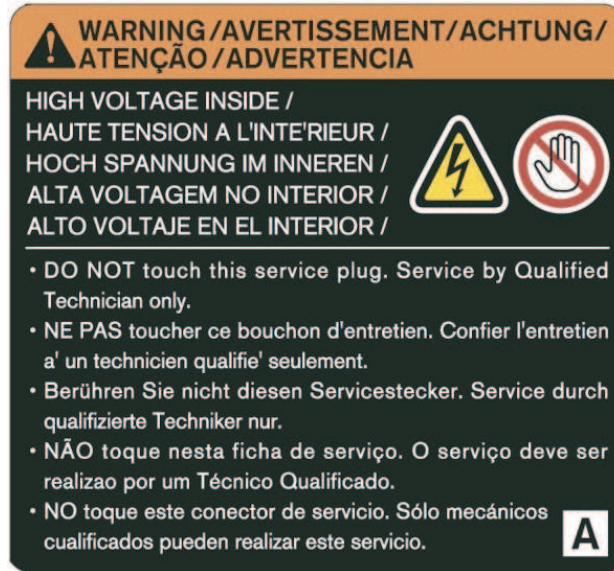 WARNING/AVERTISSEMENT/ACHTUNG/
ATENÇÃO/ADVERTENCIA
HIGH VOLTAGE INSIDE /
HAUTE TENSION A L'INTE'RIEUR /
HOCH SPANNUNG IM INNEREN /
ALTA VOLTAGEM NO INTERIOR /
ALTO VOLTAJE EN EL INTERIOR /
• DO NOT touch this service plug. Service by Qualified
Technician only.
• NE PAS toucher ce bouchon d'entretien. Confier l'entretien
a' un technicien qualifie' seulement.
• Berühren Sie nicht diesen Servicestecker. Service durch
qualifizierte Techniker nur.
• NÃO toque nesta ficha de serviço. O serviço deve ser
realizao por um Técnico Qualificado.
• NO toque este conector de servicio. Sólo mecánicos
cualificados pueden realizar este servicio.
A